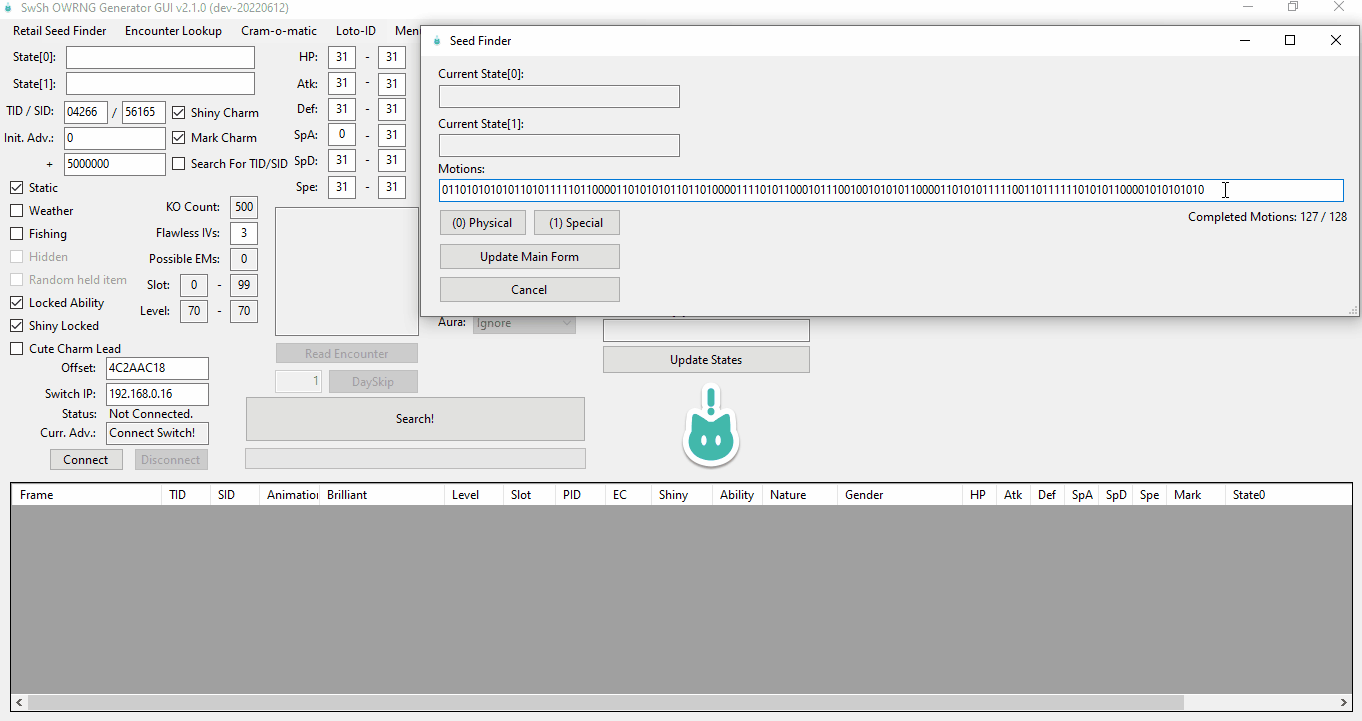 SwSh OWRNG Generator GUI v2.1.0 (dev-20220612)
Retail Seed Finder Encounter Lookup Cram-o-matic Loto-ID
Seed Finder
State[0]:
HP: 31 - 31
Current State[0]:
State[1]:
Atk: 31 - 31
TID / SID: 04266 / 56165 Shiny Charm
Def: 31 - 31
Current State[1]:
Init. Adv.: 0 Mark Charm
SpA: 0 - 31
+ 5000000 Search For TID/SID
SpD: 31 - 31
Motions:
Static
Spe: 31 - 31
Weather
KO Count: 500
(0) Physical (1) Special
Completed Motions: 127 / 128
Fishing
Flawless IVs: 3
Hidden
Possible EMs: 0
Update Main Form
Random held item
Slot: 0 - 99
Cancel
Locked Ability
Level: 70 - 70
Shiny Locked
Aura: Ignore
Cute Charm Lead
Read Encounter
Update States
Offset: 4C2AAC18
1 DaySkip
Switch IP: 192.168.0.16
Status: Not Connected.
Search!
Curr. Adv.: Connect Switch!
Connect Disconnect
Frame TID SID Animation Brilliant Level Slot PID EC Shiny Ability Nature Gender HP Atk Def SpA SpD Spe Mark State0